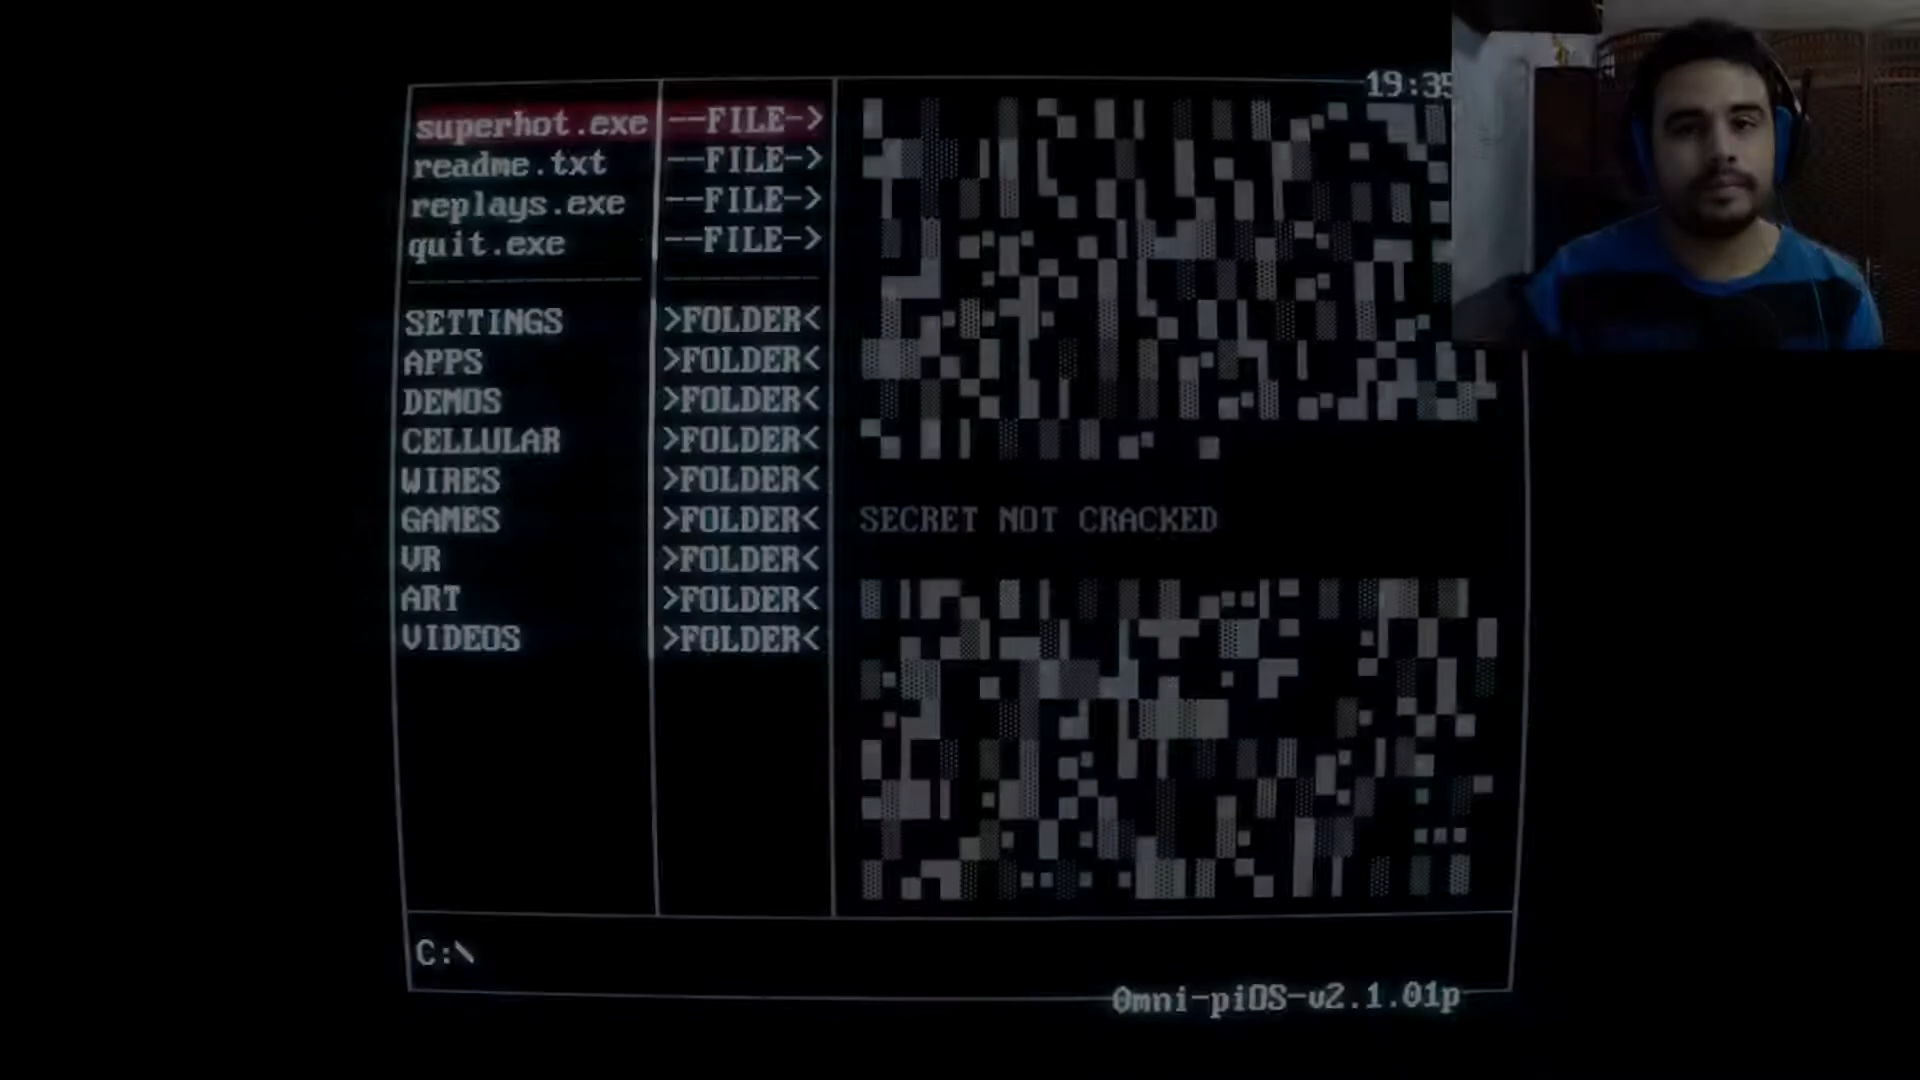 19:35
superhot.exe --FILE->
readme.txt --FILE->
replays.exe --FILE->
quit.exe --FILE->
SETTINGS >FOLDER<
APPS >FOLDER<
DEMOS >FOLDER<
CELLULAR >FOLDER<
WIRES >FOLDER<
GAMES >FOLDER<
VR >FOLDER<
ART >FOLDER<
VIDEOS >FOLDER<
SECRET NOT CRACKED
C:\
Omni-piOS-v2.1.01p